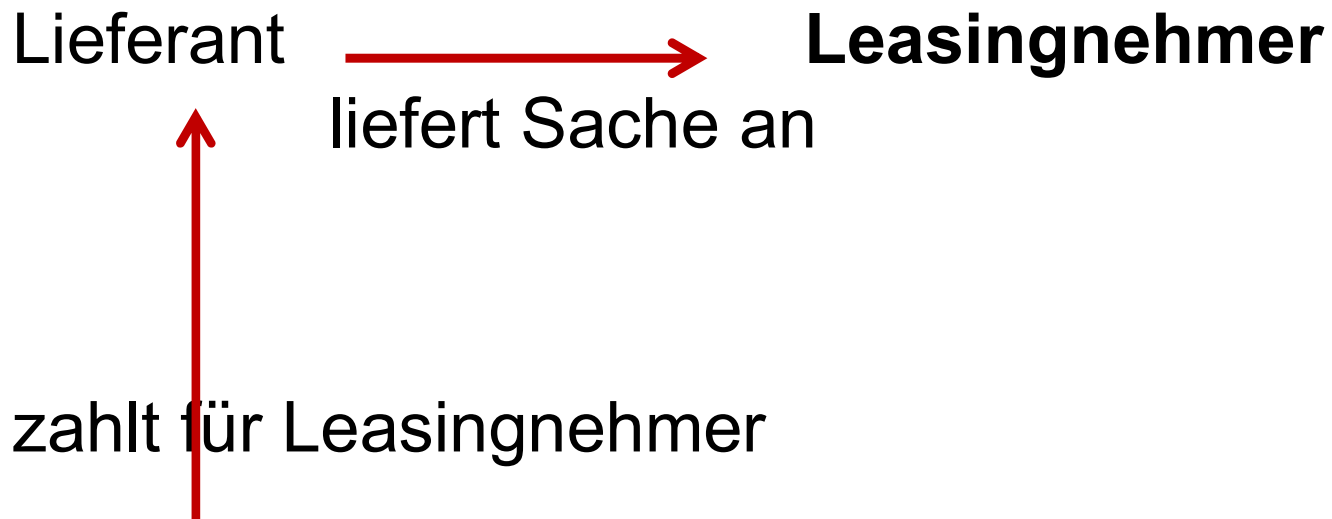 Lieferant Leasingnehmer
liefert Sache an
zahlt für Leasingnehmer